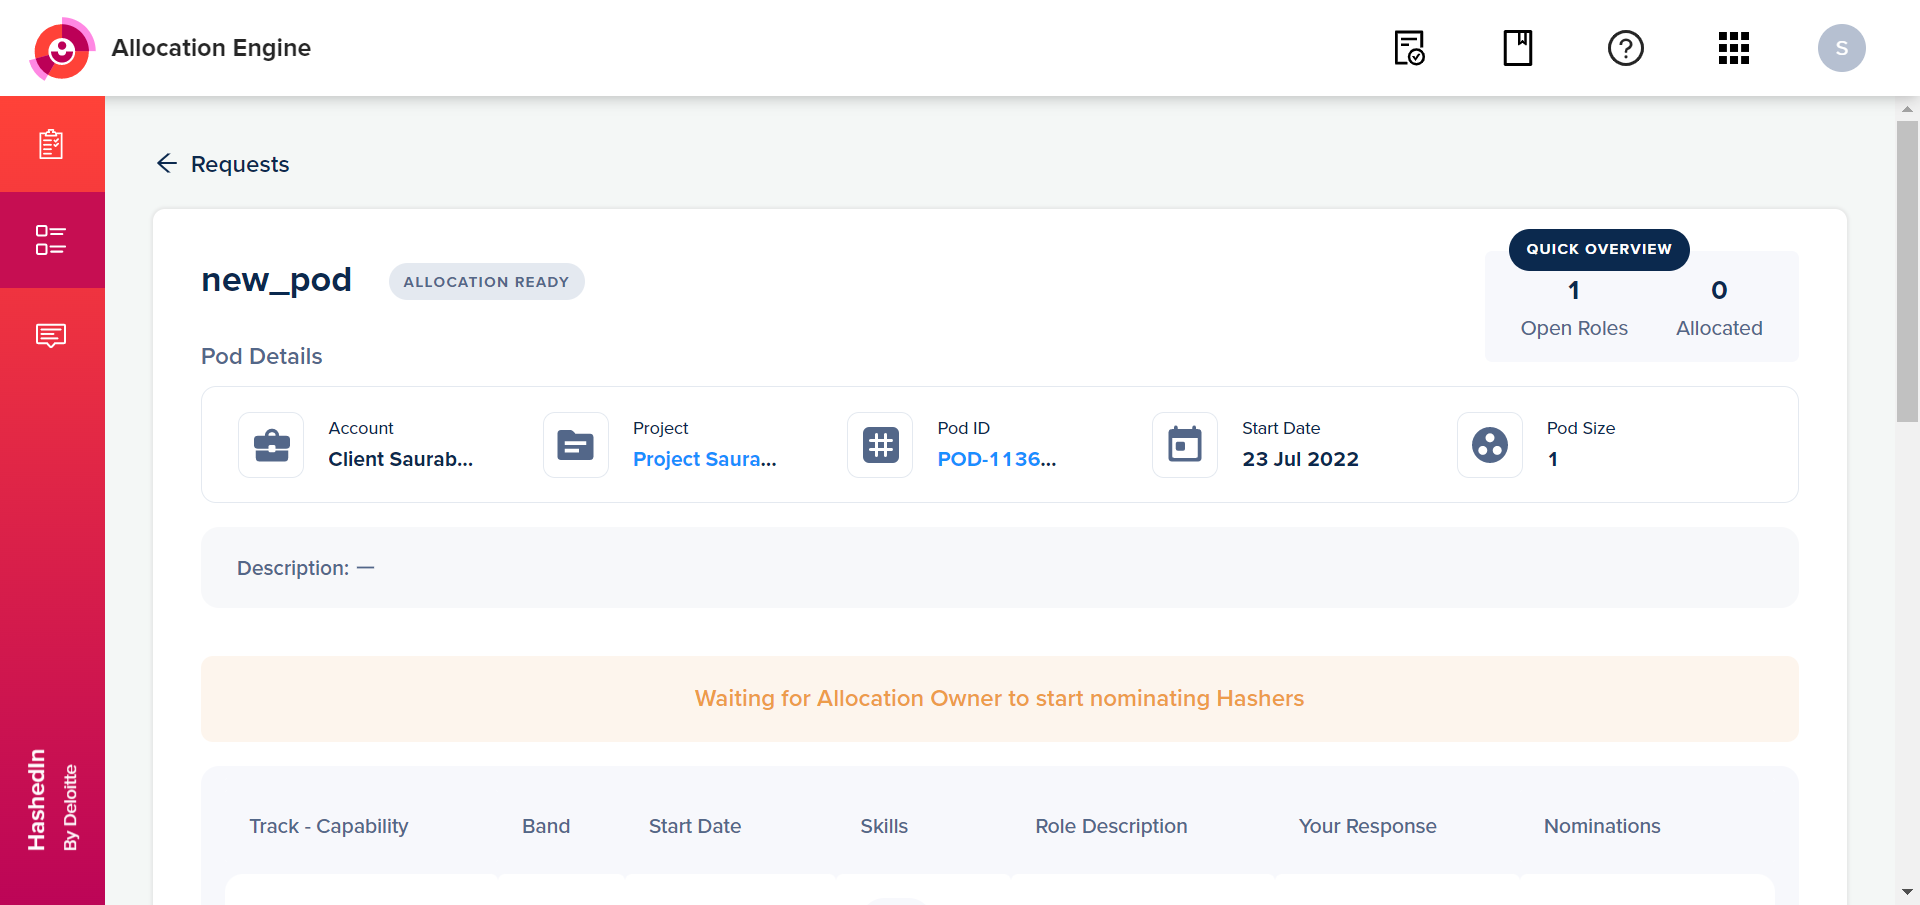 Allocation Engine
S
Requests
new_pod
ALLOCATION READY
QUICK OVERVIEW
1
0
Open Roles
Allocated
Pod Details
Account
Client Saurab...
Project
Project Saura...
Pod ID
POD-1136...
Start Date
23 Jul 2022
Pod Size
1
Description: —
Waiting for Allocation Owner to start nominating Hashers
Track - Capability
Band
Start Date
Skills
Role Description
Your Response
Nominations
HashedIn
By Deloitte